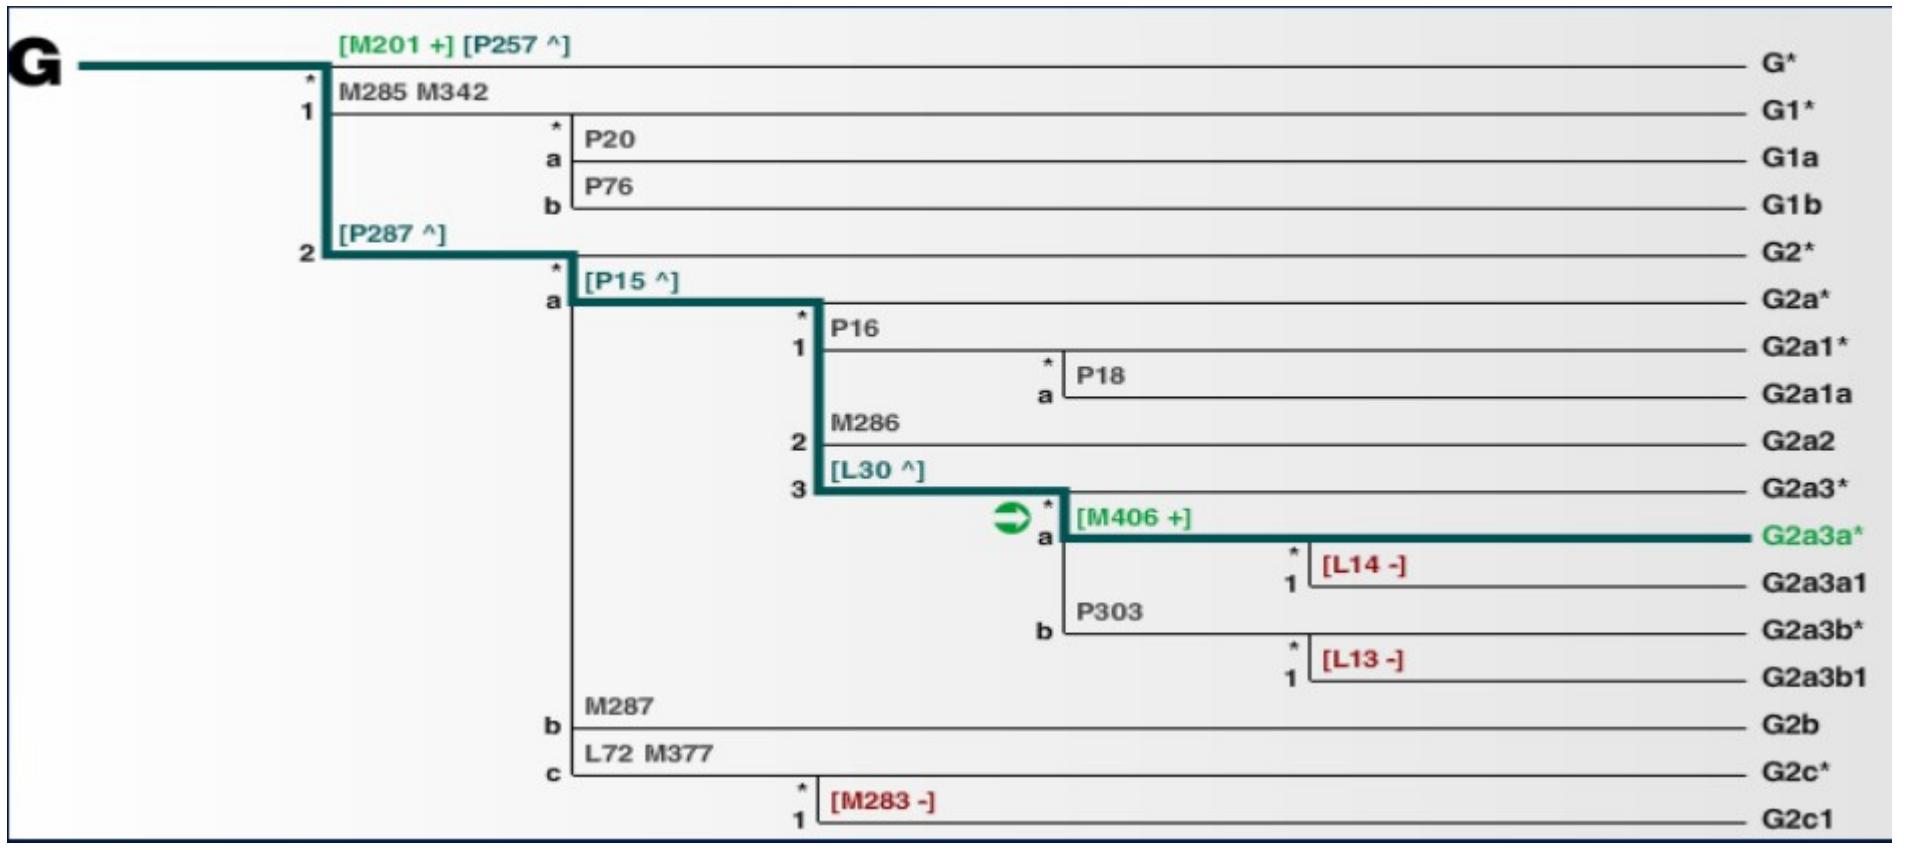 G
[M201 +] [P257 ^]
G*
*
M285 M342
1
G1*
*
P20
a
G1a
P76
b
G1b
[P287 ^]
2
G2*
*
[P15 ^]
a
G2a*
*
P16
1
G2a1*
*
P18
a
G2a1a
M286
2
G2a2
[L30 ^]
3
G2a3*
*
[M406 +]
a
G2a3a*
*
[L14 -]
1
G2a3a1
P303
b
G2a3b*
*
[L13 -]
1
G2a3b1
M287
b
G2b
L72 M377
c
G2c*
*
[M283 -]
1
G2c1